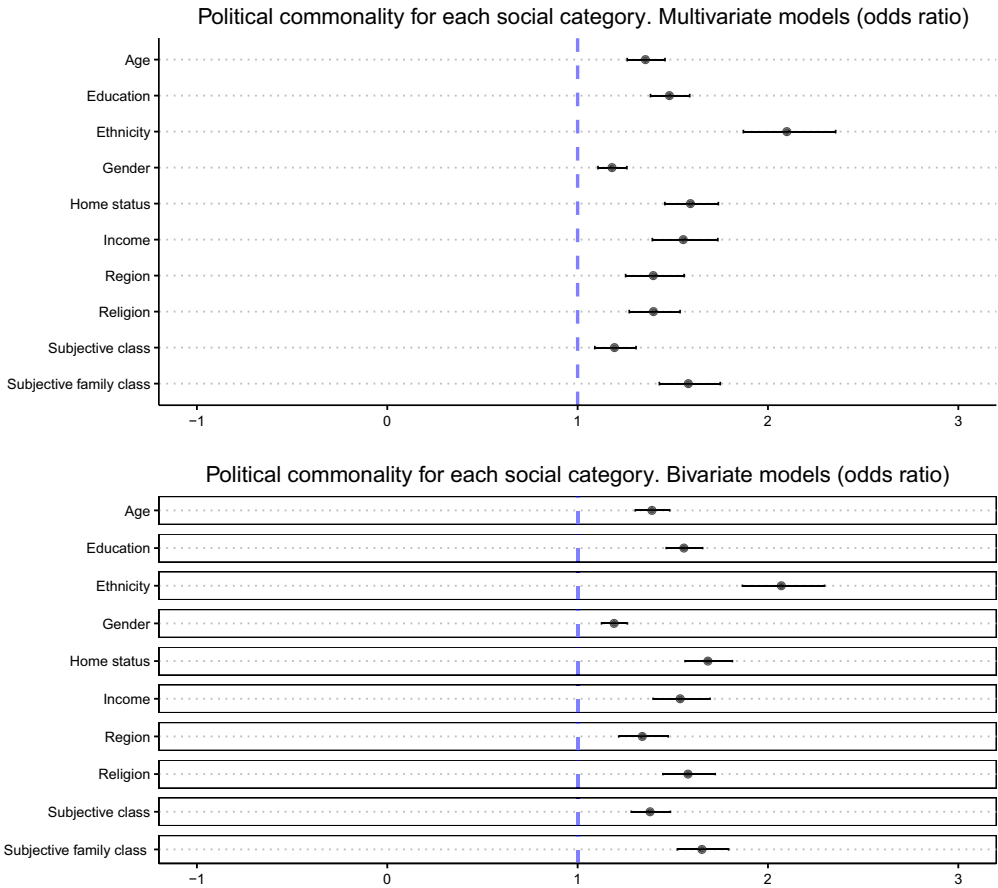 Political commonality for each social category. Multivariate models (odds ratio)
Age
Education
Ethnicity
Gender
Home status
Income
Region
Religion
Subjective class
Subjective family class
−1 0 1 2 3
Political commonality for each social category. Bivariate models (odds ratio)
Age
Education
Ethnicity
Gender
Home status
Income
Region
Religion
Subjective class
Subjective family class
−1 0 1 2 3